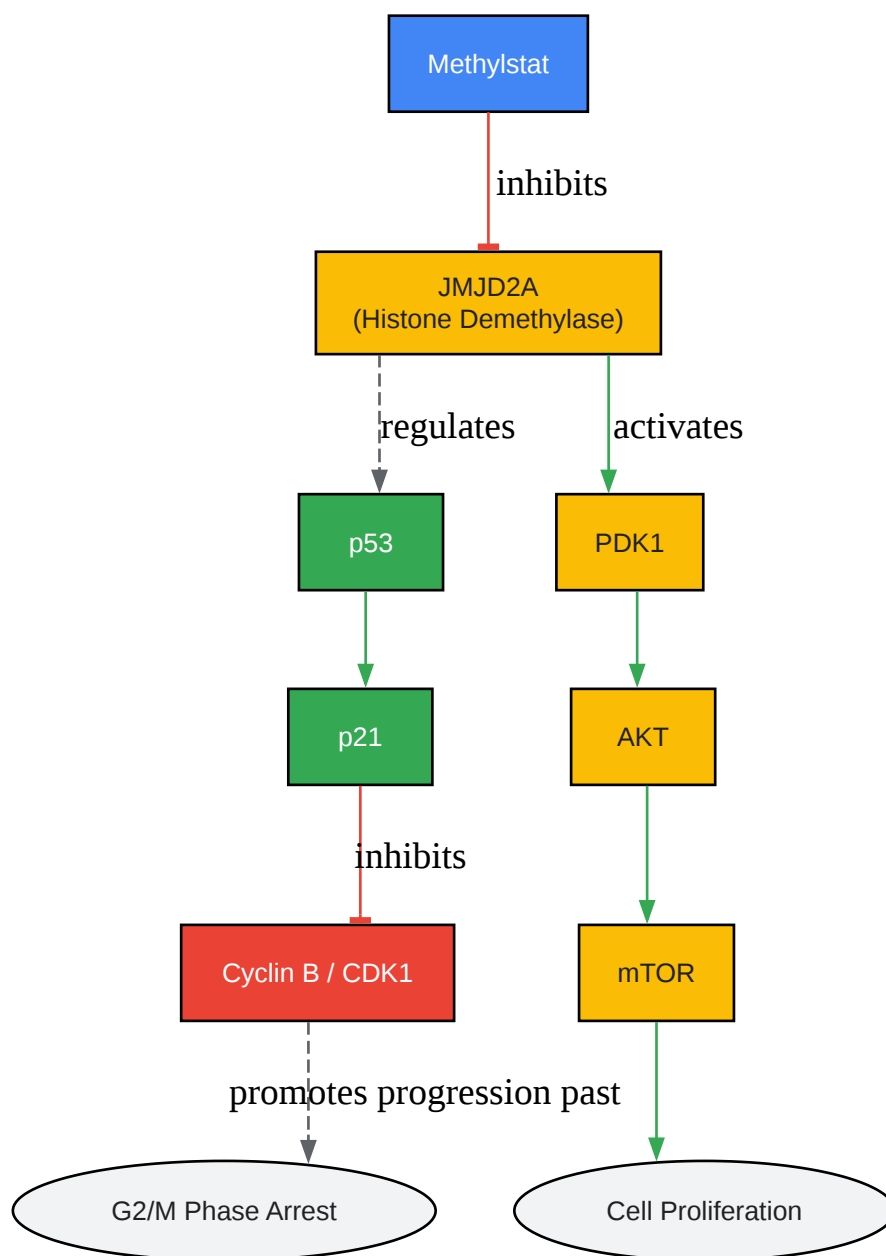 Methylstat
inhibits
JMJD2A
(Histone Demethylase)
regulates
activates
p53
PDK1
p21
AKT
inhibits
Cyclin B / CDK1
mTOR
promotes progression past
G2/M Phase Arrest
Cell Proliferation